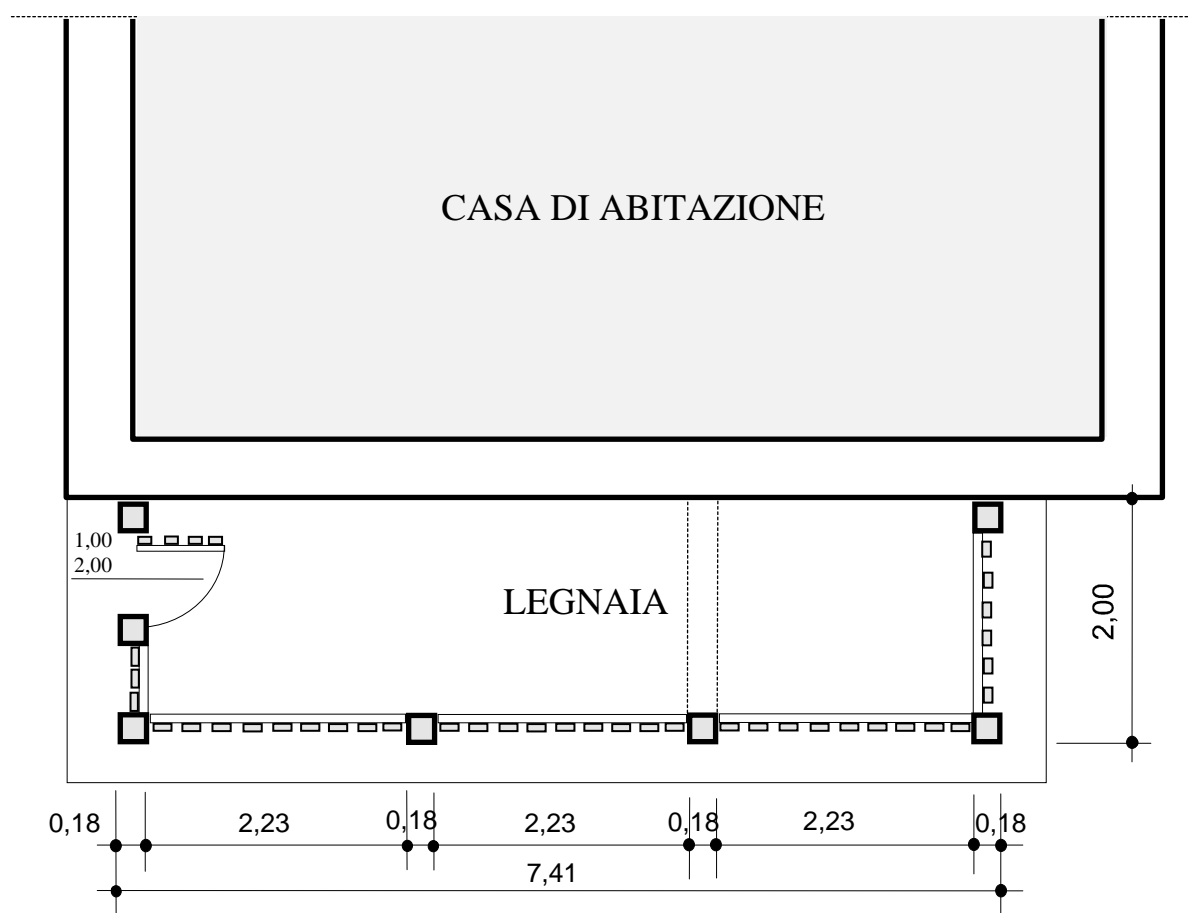 CASA DI ABITAZIONE
1,00
2,00
LEGNAIA
2,00
0,18 2,23 0,18 2,23 0,18 2,23 0,18
7,41